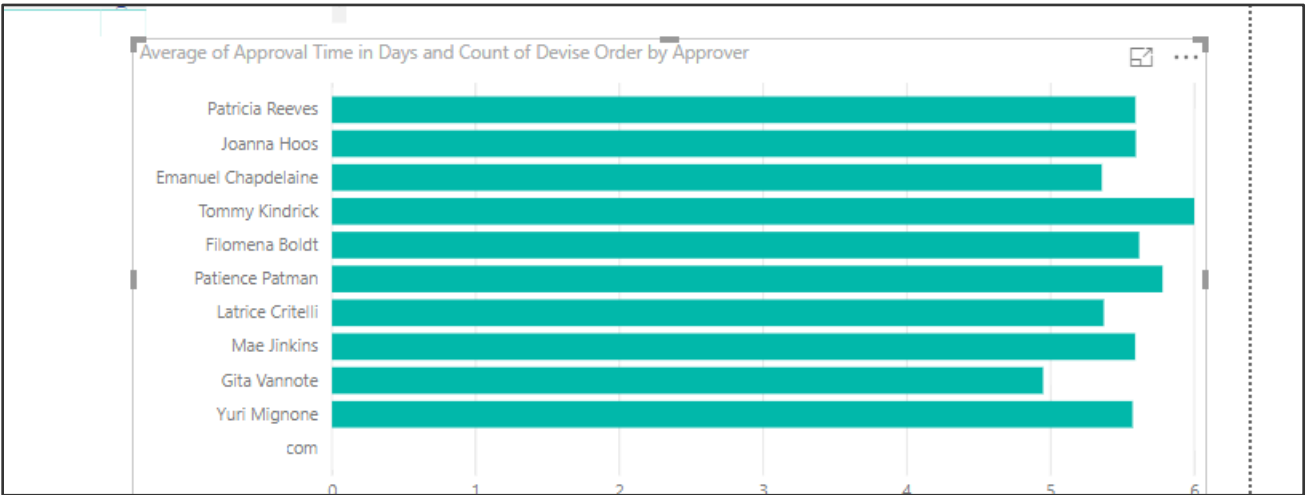 Average of Approval Time in Days and Count of Devise Order by Approver
Patricia Reeves
Joanna Hoos
Emanuel Chapdelaine
Tommy Kindrick
Filomena Boldt
Patience Patman
Latrice Critelli
Mae Jinkins
Gita Vannote
Yuri Mignone
com
0 1 2 3 4 5 6